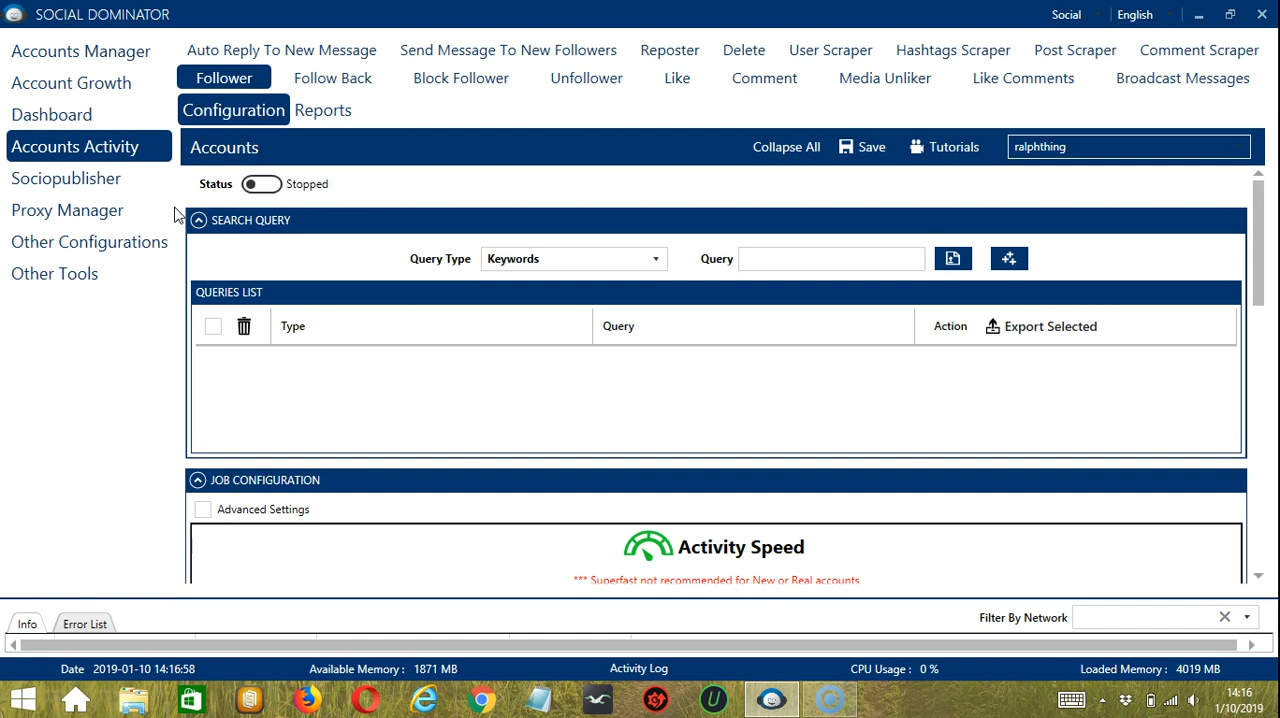 SOCIAL DOMINATOR
Social English
Accounts Manager
Account Growth
Dashboard
Accounts Activity
Sociopublisher
Proxy Manager
Other Configurations
Other Tools
Auto Reply To New Message Send Message To New Followers Reposter Delete User Scraper Hashtags Scraper Post Scraper Comment Scraper
Follower Follow Back Block Follower Unfollower Like Comment Media Unliker Like Comments Broadcast Messages
Configuration Reports
Accounts Collapse All Save Tutorials ralphthing
Status Stopped
SEARCH QUERY
Query Type Keywords Query
QUERIES LIST
Type Query Action Export Selected
JOB CONFIGURATION
Advanced Settings
Activity Speed
*** Superfast not recommended for New or Real accounts
Info Error List Filter By Network
Date 2019-01-10 14:16:58 Available Memory : 1871 MB Activity Log CPU Usage : 0 % Loaded Memory : 4019 MB
14:16
1/10/2019